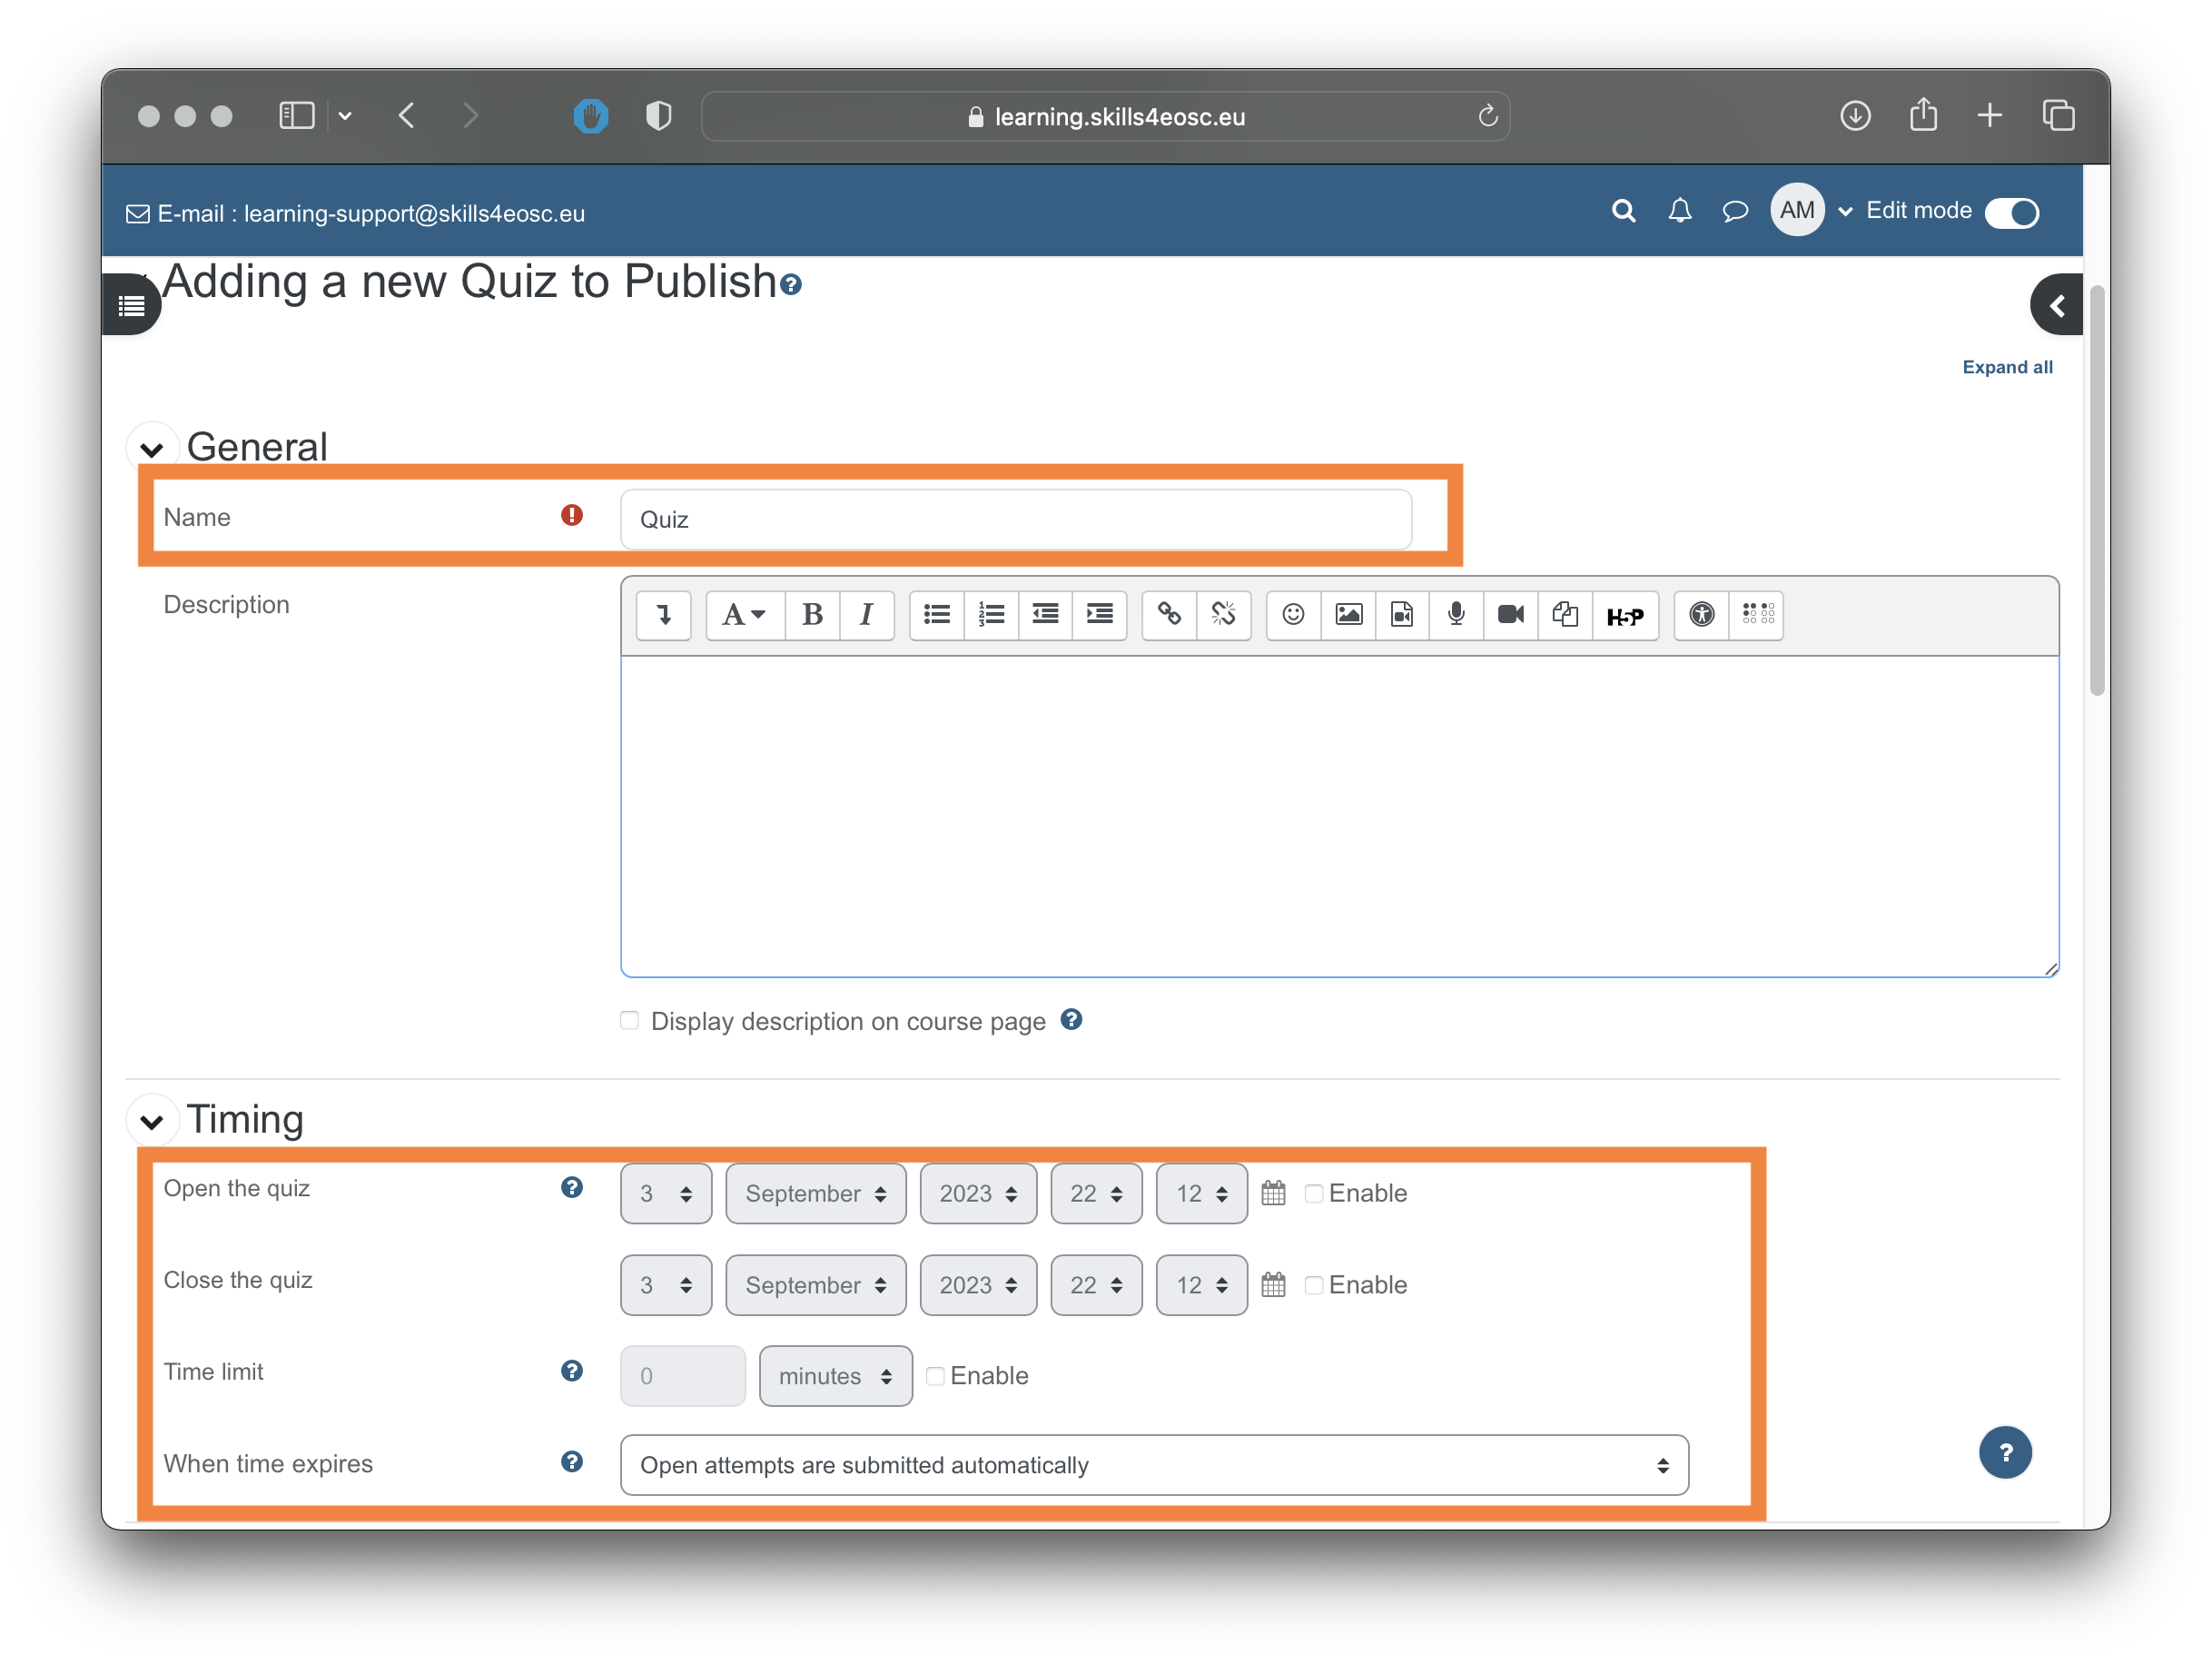 learning.skills4eosc.eu
E-mail : learning-support@skills4eosc.eu
AM
Edit mode
Adding a new Quiz to Publish
Expand all
General
Name
Quiz
Description
A B I
H5P
Display description on course page
Timing
Open the quiz
3 September 2023 22 12 Enable
Close the quiz
3 September 2023 22 12 Enable
Time limit
0 minutes Enable
When time expires
Open attempts are submitted automatically